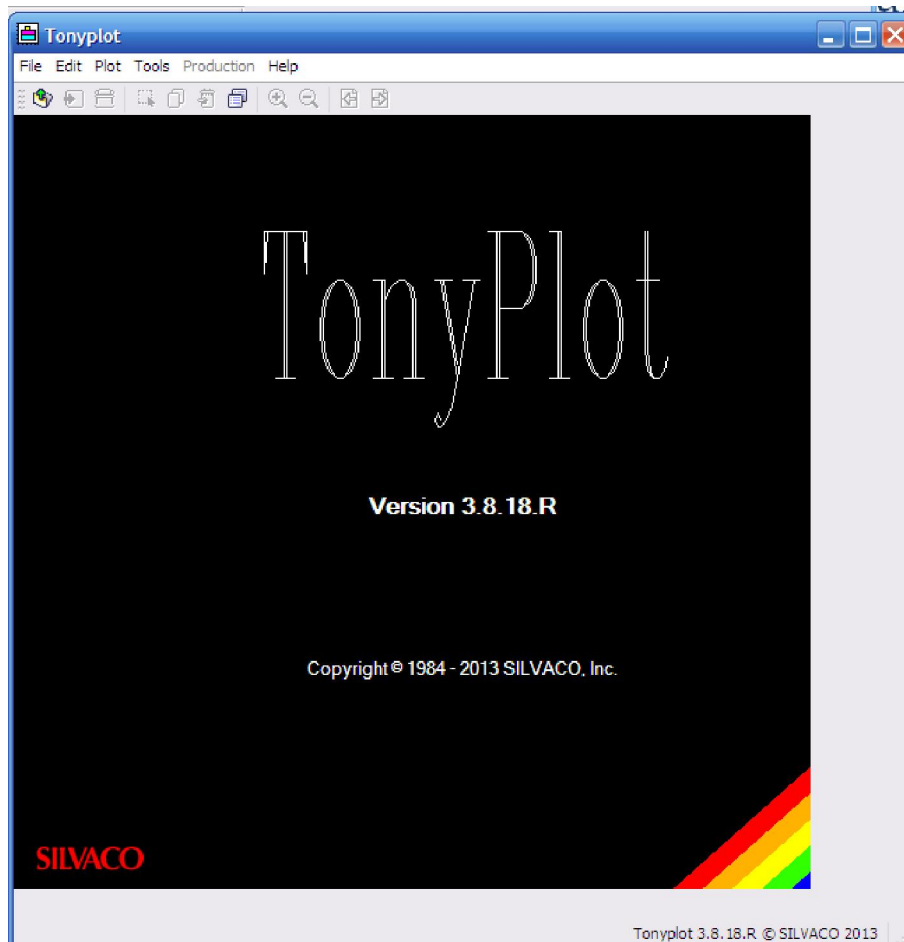 Tonyplot
File Edit Plot Tools Production Help
TonyPlot
Version 3.8.18.R
Copyright © 1984 - 2013 SILVACO, Inc.
SILVACO
Tonyplot 3.8.18.R © SILVACO 2013